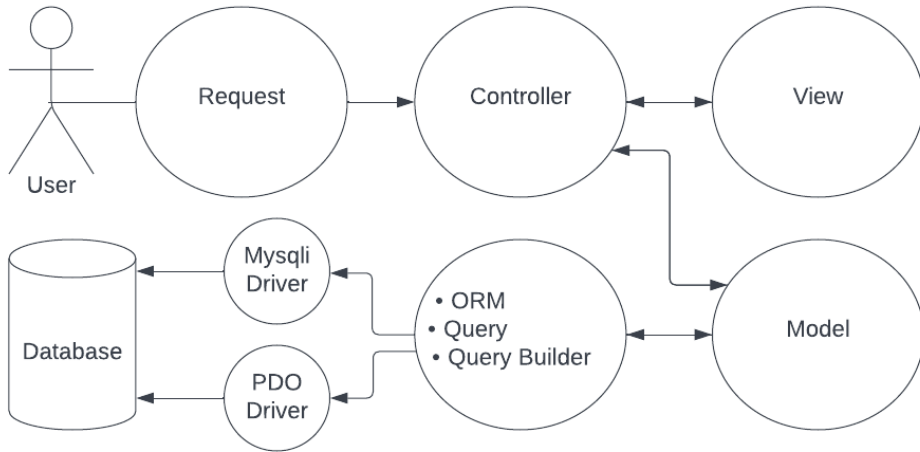 Request
Controller
View
User
Mysqli
Driver
• ORM
• Query
• Query Builder
Model
Database
PDO
Driver